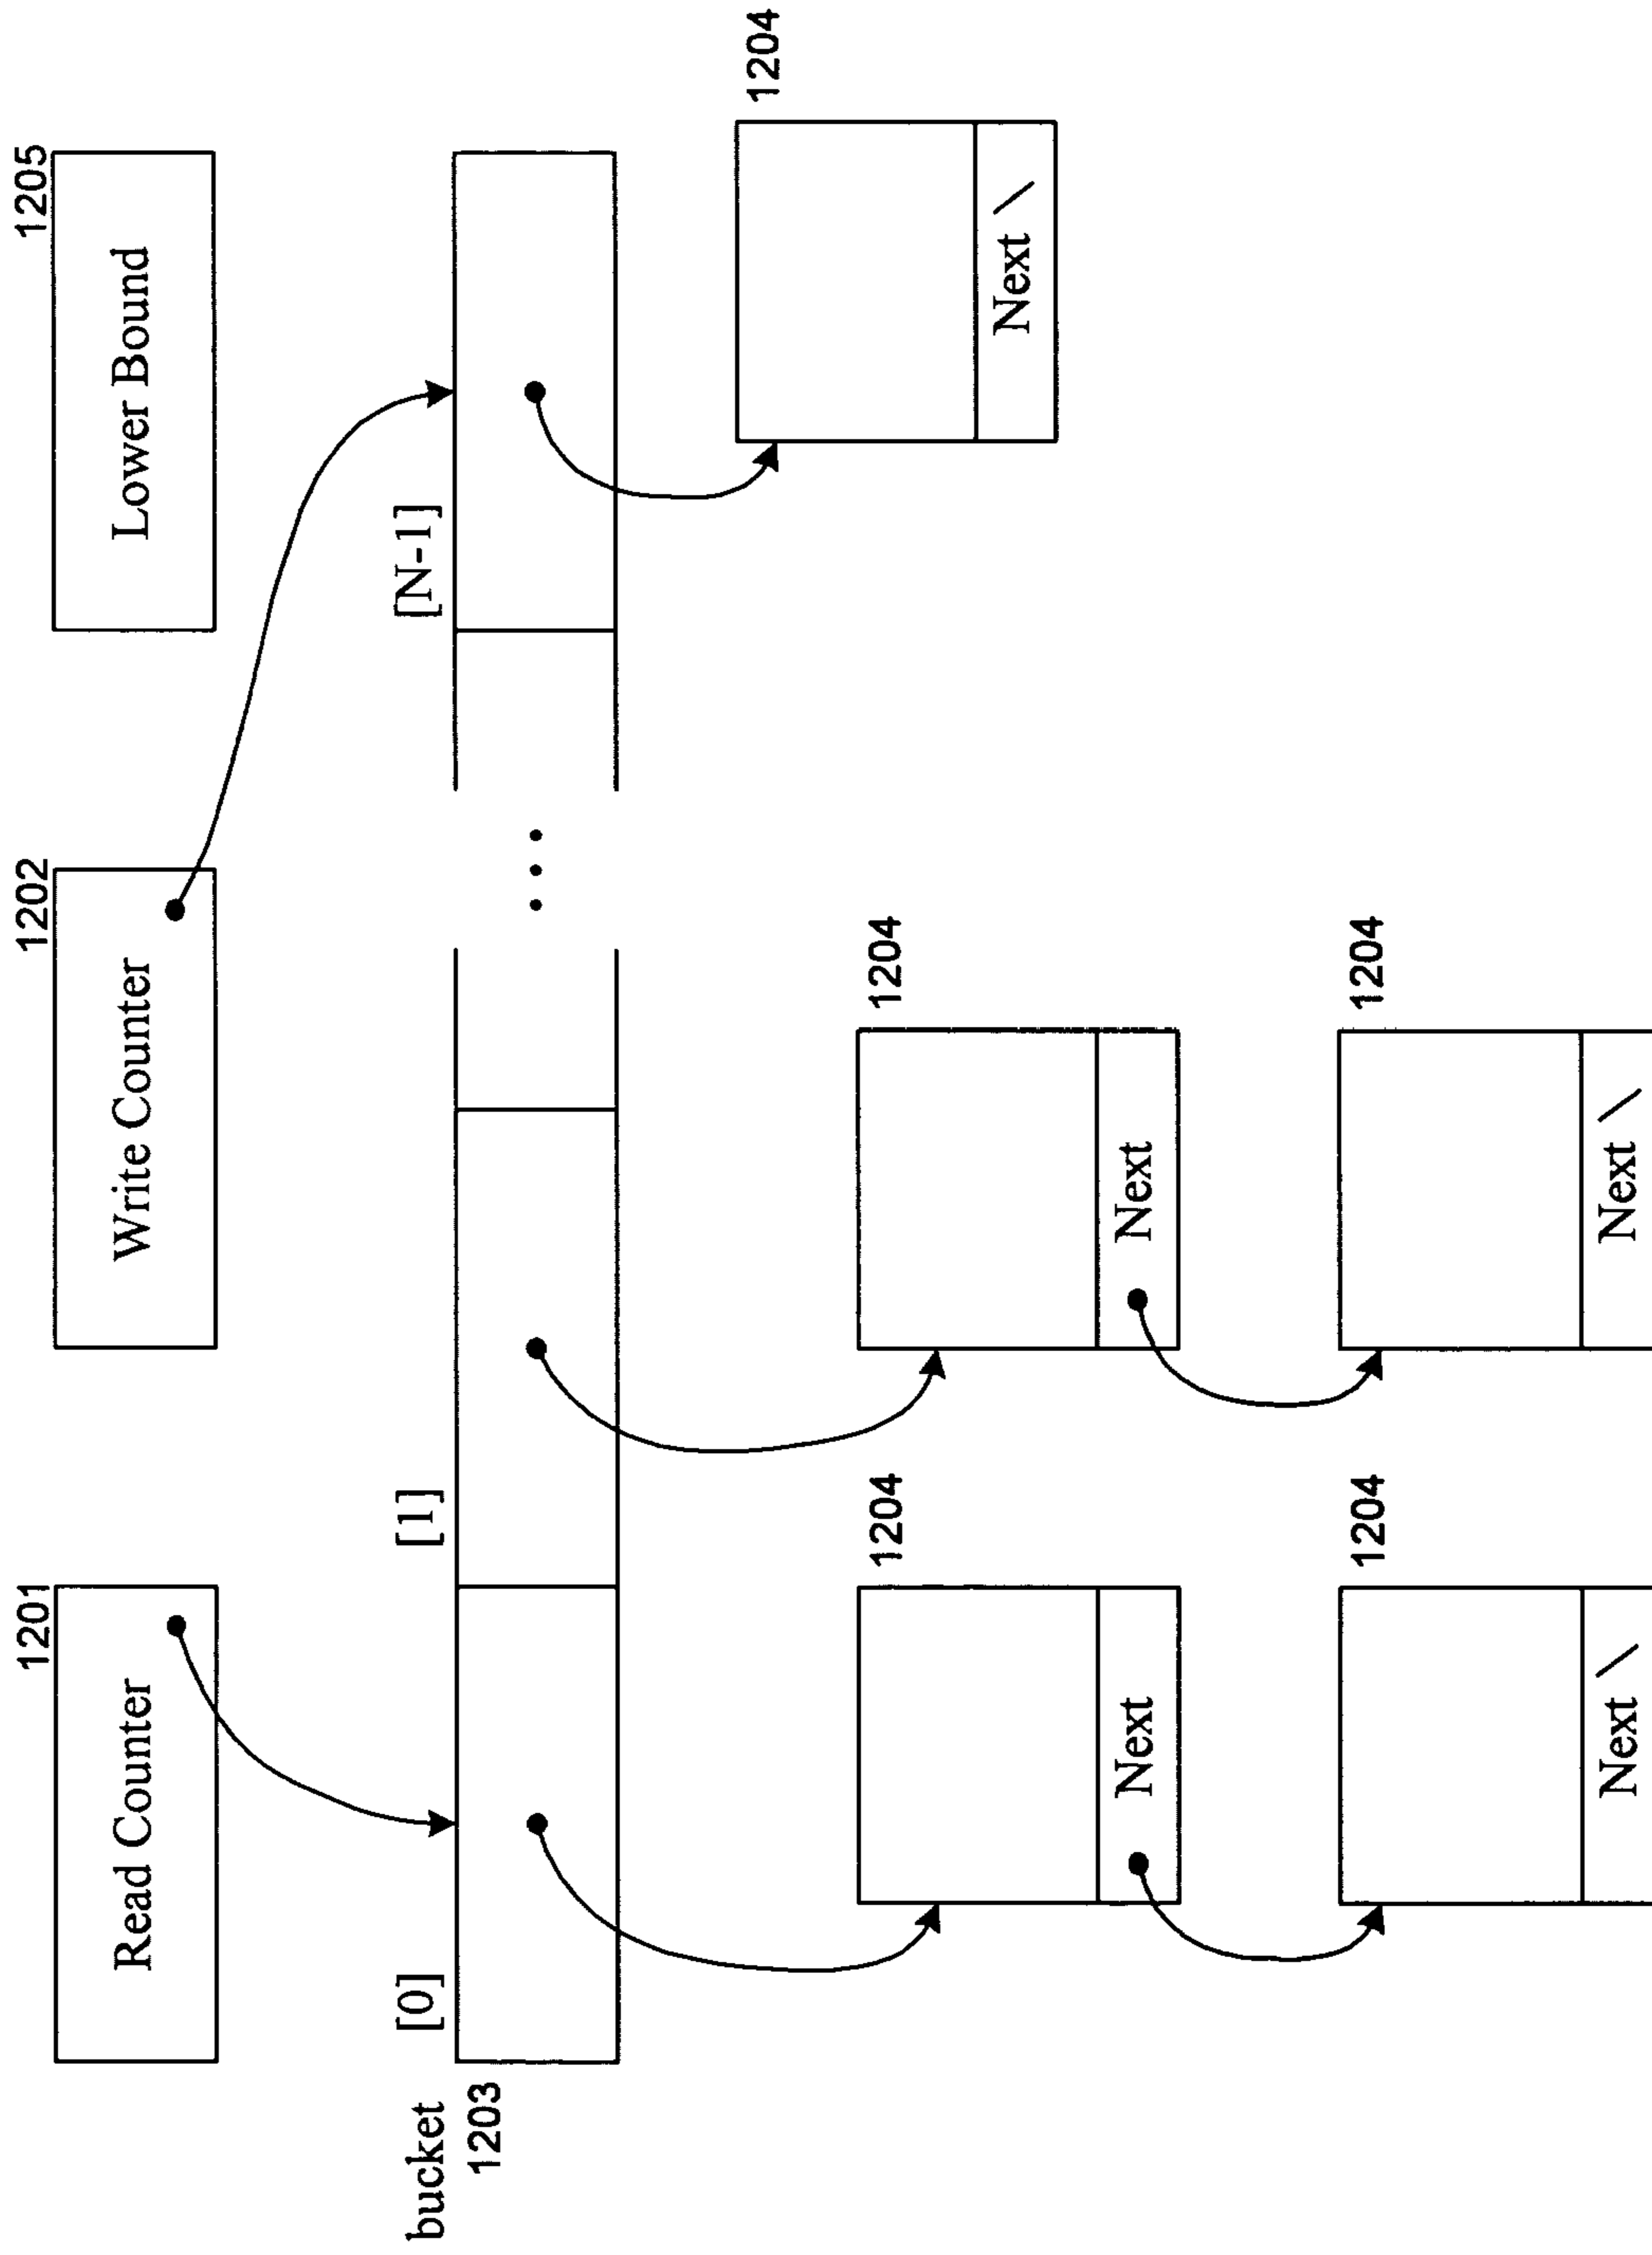 1201
1202
1205
Read Counter
Write Counter
Lower Bound
bucket
[0]
[1]
[N-1]
1203
...
1204
Next \
1204
1204
Next
Next
1204
1204
Next \
Next \